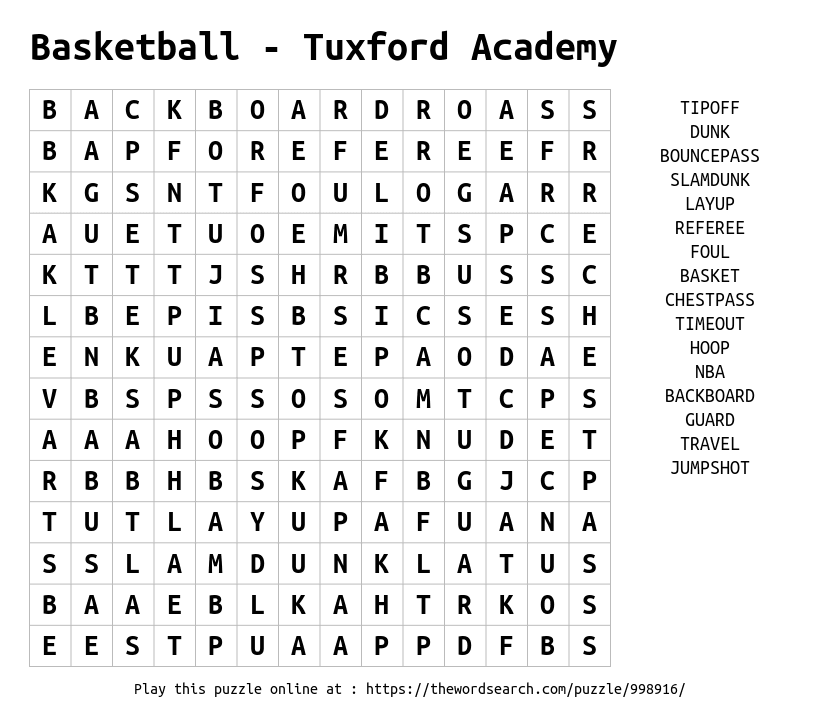 Basketball - Tuxford Academy
B A C K B O A R D R O A S S
B A P F O R E F E R E E F R
K G S N T F O U L O G A R R
A U E T U O E M I T S P C E
K T T T J S H R B B U S S C
L B E P I S B S I C S E S H
E N K U A P T E P A O D A E
V B S P S S O S O M T C P S
A A A H O O P F K N U D E T
R B B H B S K A F B G J C P
T U T L A Y U P A F U A N A
S S L A M D U N K L A T U S
B A A E B L K A H T R K O S
E E S T P U A A P P D F B S
TIPOFF
DUNK
BOUNCEPASS
SLAMDUNK
LAYUP
REFEREE
FOUL
BASKET
CHESTPASS
TIMEOUT
HOOP
NBA
BACKBOARD
GUARD
TRAVEL
JUMPSHOT
Play this puzzle online at : https://thewordsearch.com/puzzle/998916/